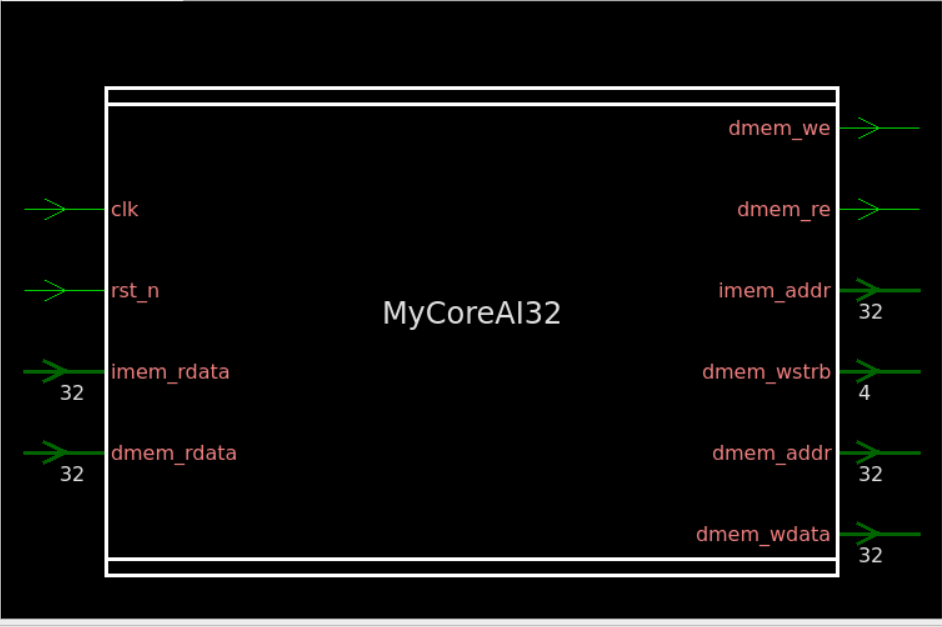 dmem_we
clk
dmem_re
rst_n
imem_addr
32
MyCoreAI32
imem_rdata
32
dmem_wstrb
4
dmem_rdata
32
dmem_addr
32
dmem_wdata
32